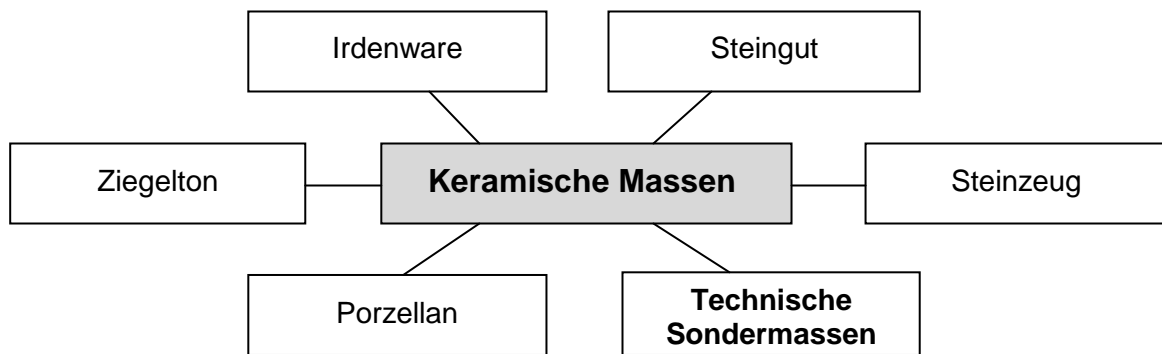 Irdenware
Steingut
Ziegelton
Keramische Massen
Steinzeug
Porzellan
Technische
Sondermassen